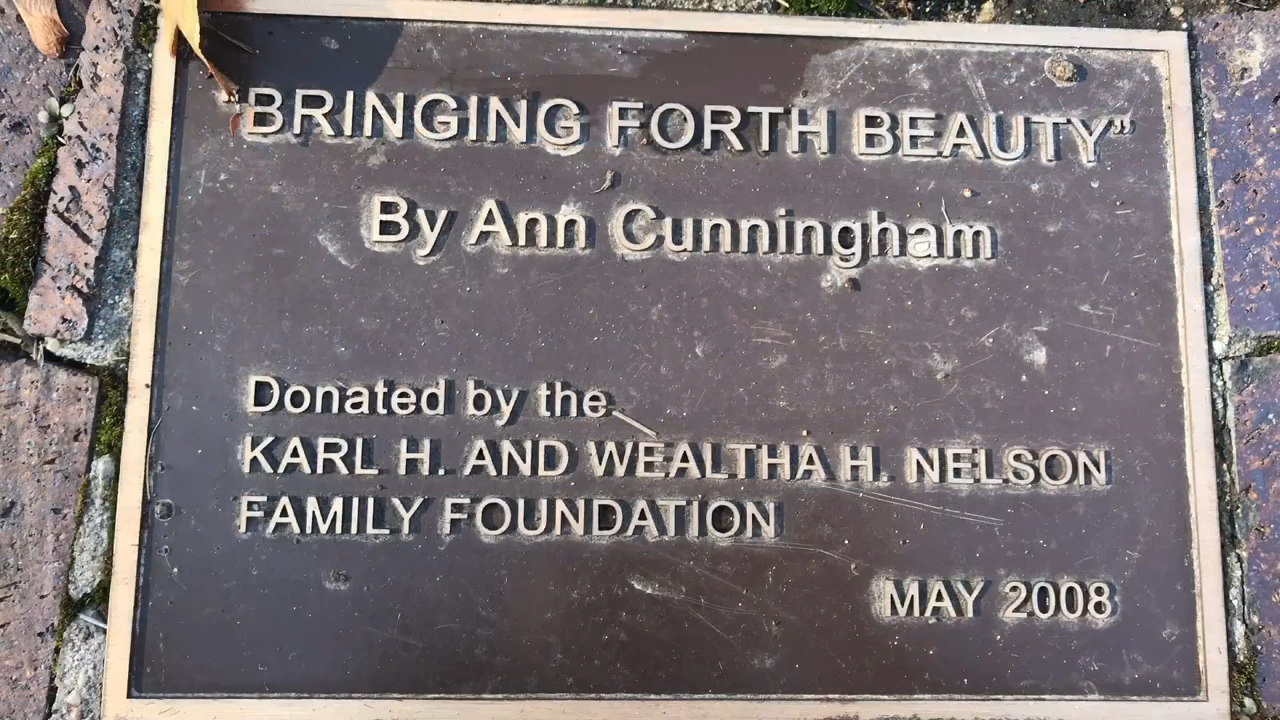 “BRINGING FORTH BEAUTY”
By Ann Cunningham
Donated by the
KARL H. AND WEALTHA H. NELSON
FAMILY FOUNDATION
MAY 2008